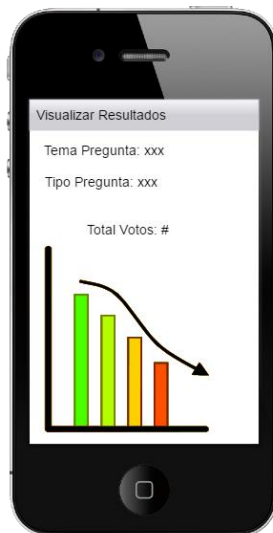 Visualizar Resultados
Tema Pregunta: xxx
Tipo Pregunta: xxx
Total Votos: #